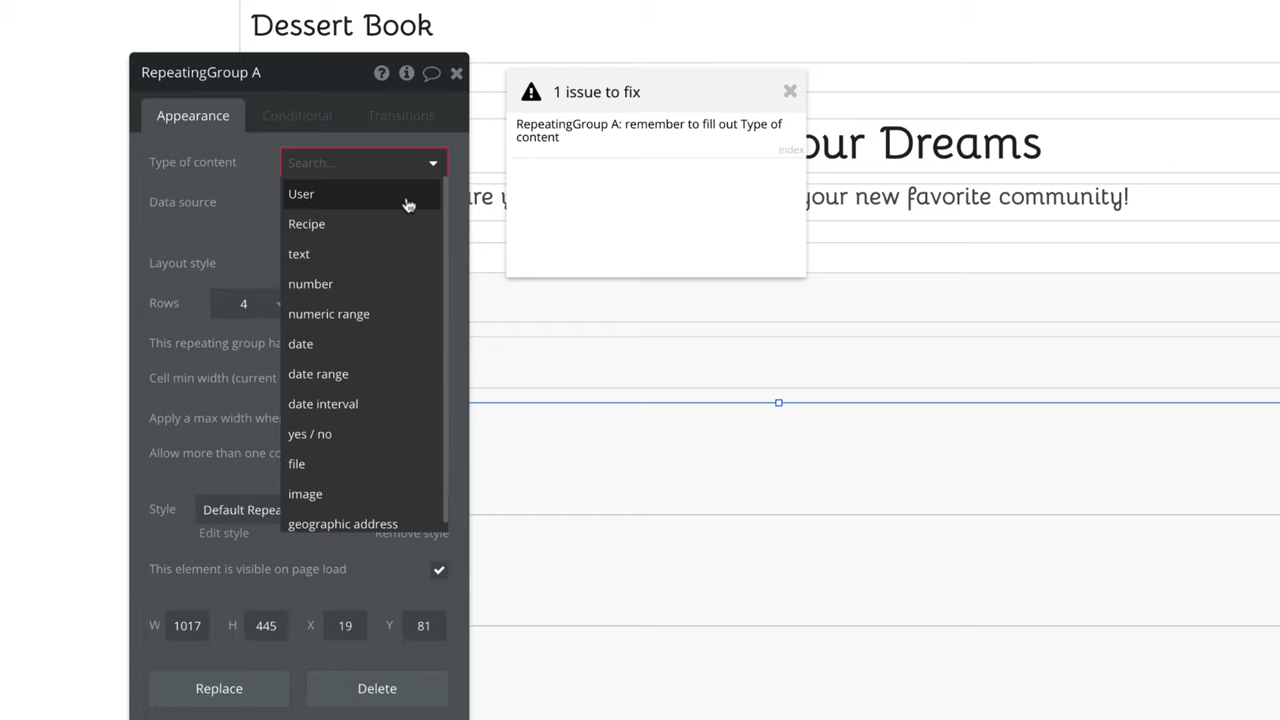 Dessert Book
RepeatingGroup A
Appearance
Conditional
Transitions
Type of content
Search...
Data source
User
Recipe
text
number
numeric range
date
date range
date interval
yes / no
file
image
geographic address
Layout style
Rows
4
This repeating group ha
Cell min width (current
Apply a max width whe
Allow more than one co
Style
Default Repea
Edit style
Remove style
This element is visible on page load
W 1017 H 445 X 19 Y 81
Replace
Delete
1 issue to fix
RepeatingGroup A: remember to fill out Type of
content
index
our Dreams
your new favorite community!